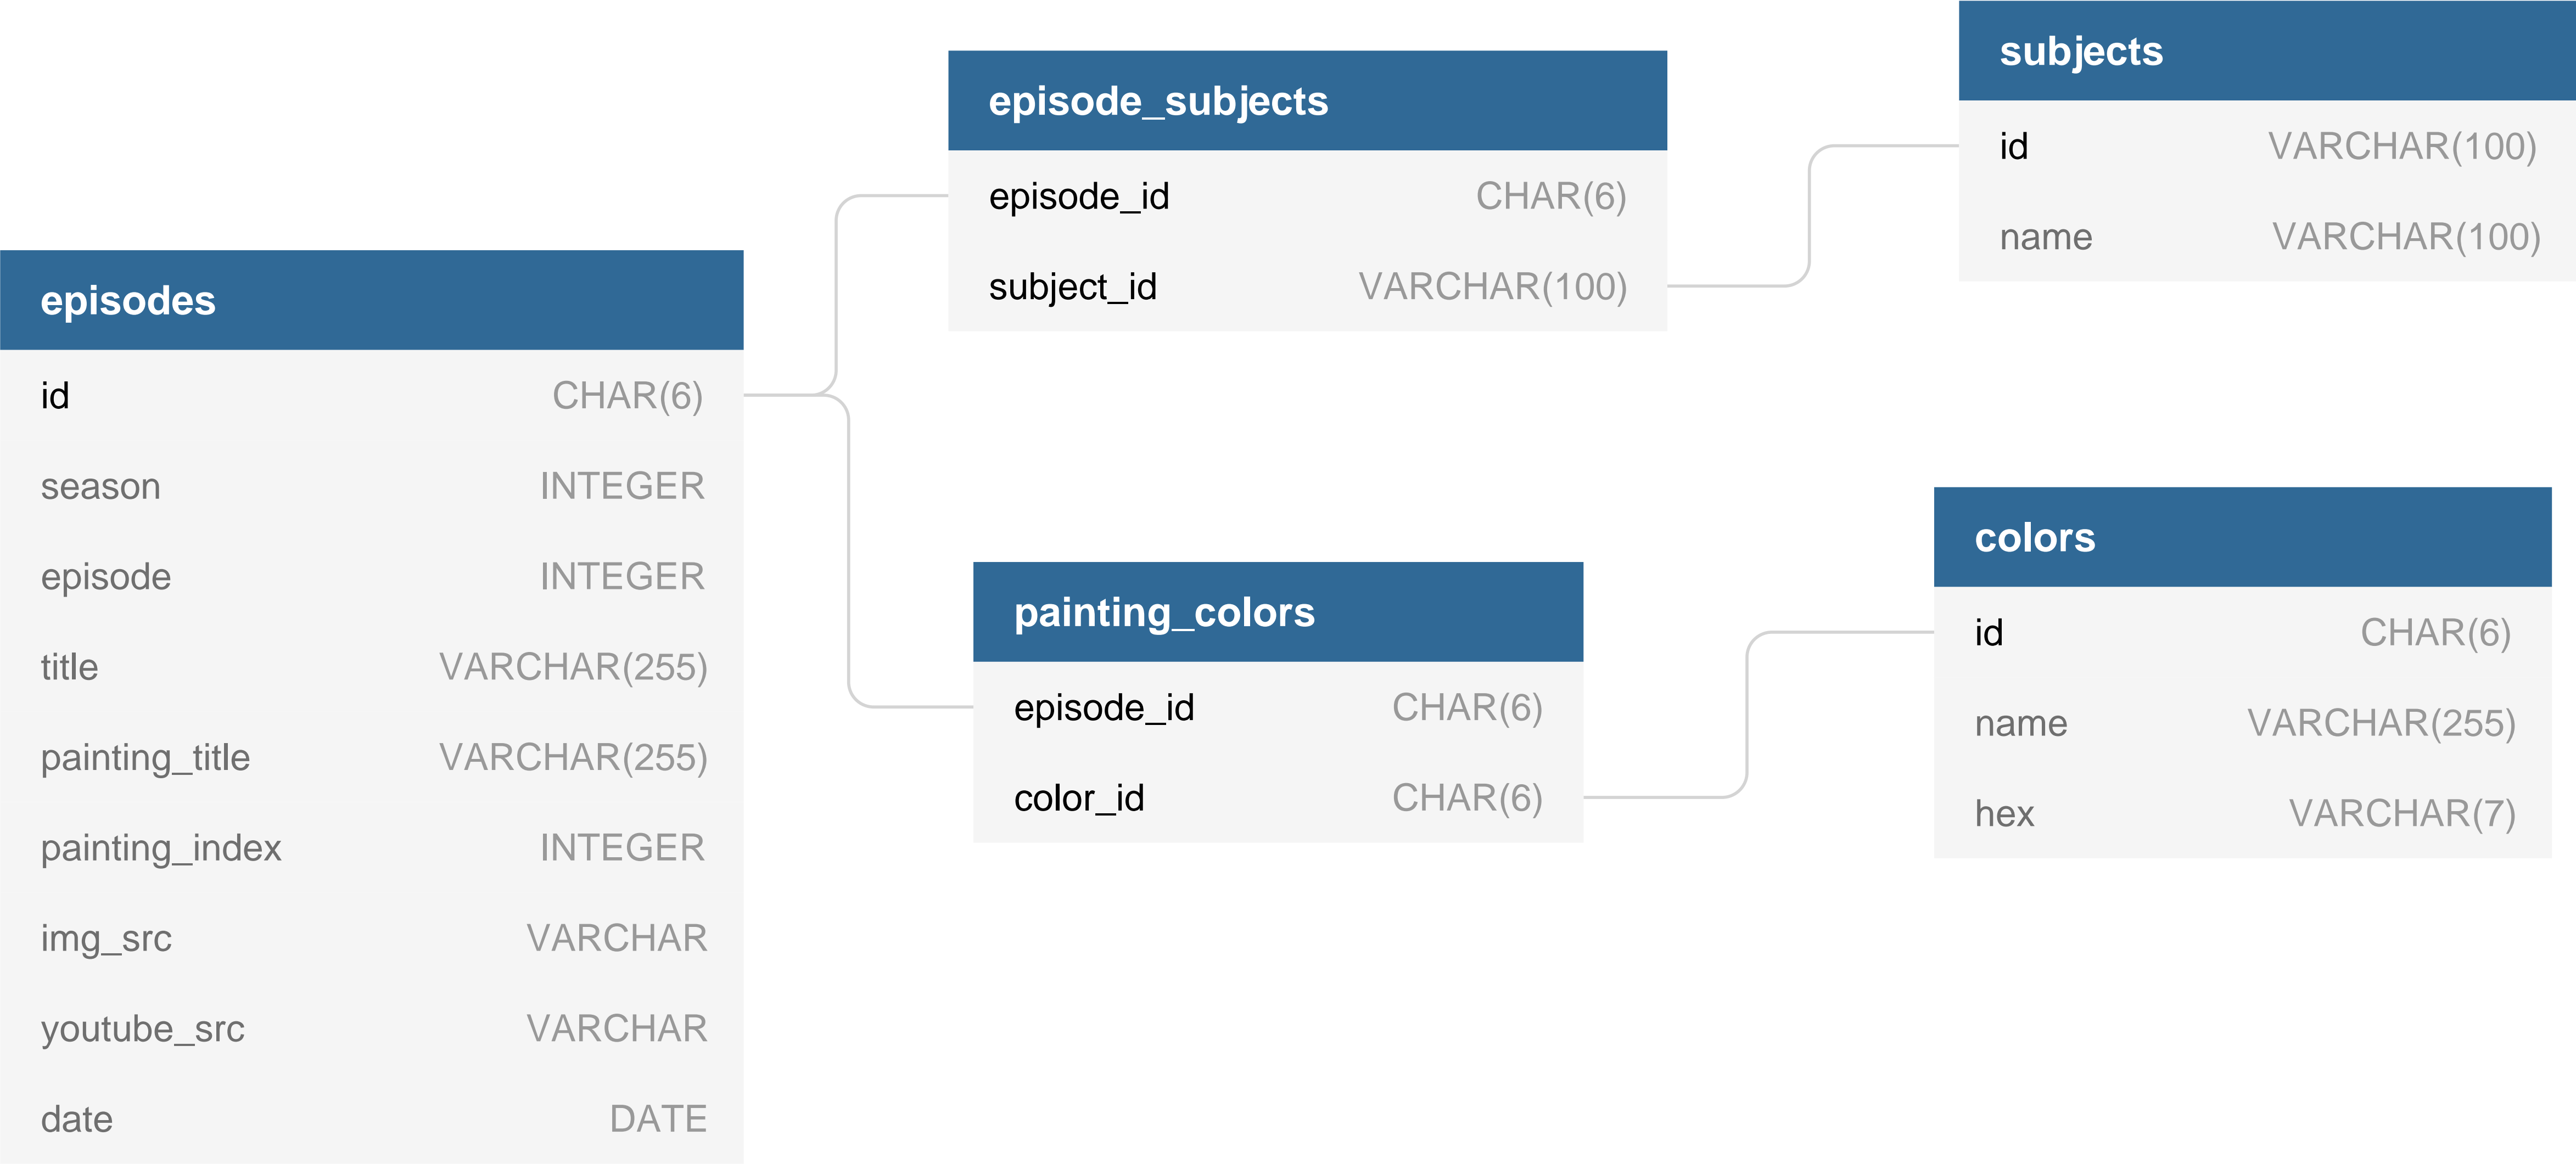 episodes
id CHAR(6)
season INTEGER
episode INTEGER
title VARCHAR(255)
painting_title VARCHAR(255)
painting_index INTEGER
img_src VARCHAR
youtube_src VARCHAR
date DATE
episode_subjects
episode_id CHAR(6)
subject_id VARCHAR(100)
painting_colors
episode_id CHAR(6)
color_id CHAR(6)
subjects
id VARCHAR(100)
name VARCHAR(100)
colors
id CHAR(6)
name VARCHAR(255)
hex VARCHAR(7)